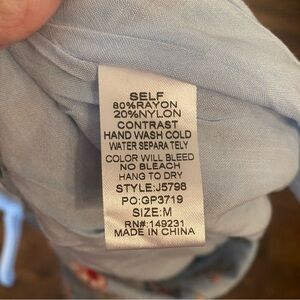 SELF
80%RAYON
20%NYLON
CONTRAST
HAND WASH COLD
WATER SEPARA TELY
COLOR WILL BLEED
NO BLEACH
HANG TO DRY
STYLE:J5798
PO:GP3719
SIZE:M
RN#:149231
MADE IN CHINA